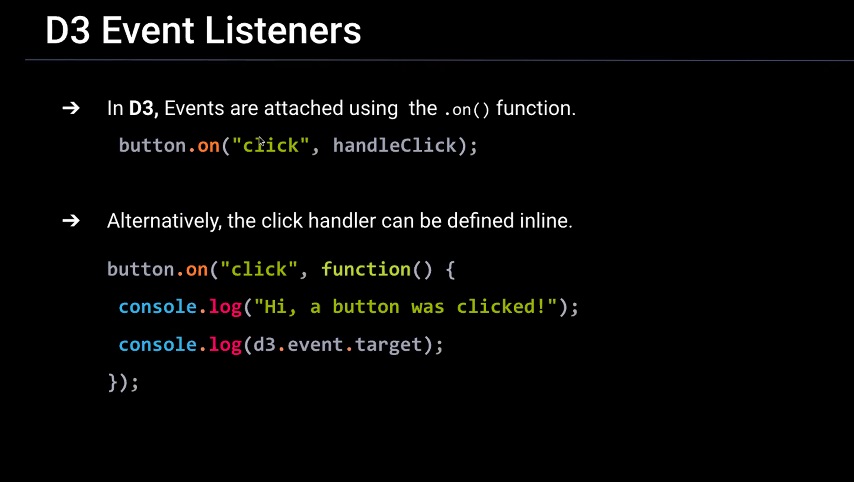 D3 Event Listeners
➔ In D3, Events are attached using the .on() function.
button.on("click", handleClick);
➔ Alternatively, the click handler can be defined inline.
button.on("click", function() {
console.log("Hi, a button was clicked!");
console.log(d3.event.target);
});